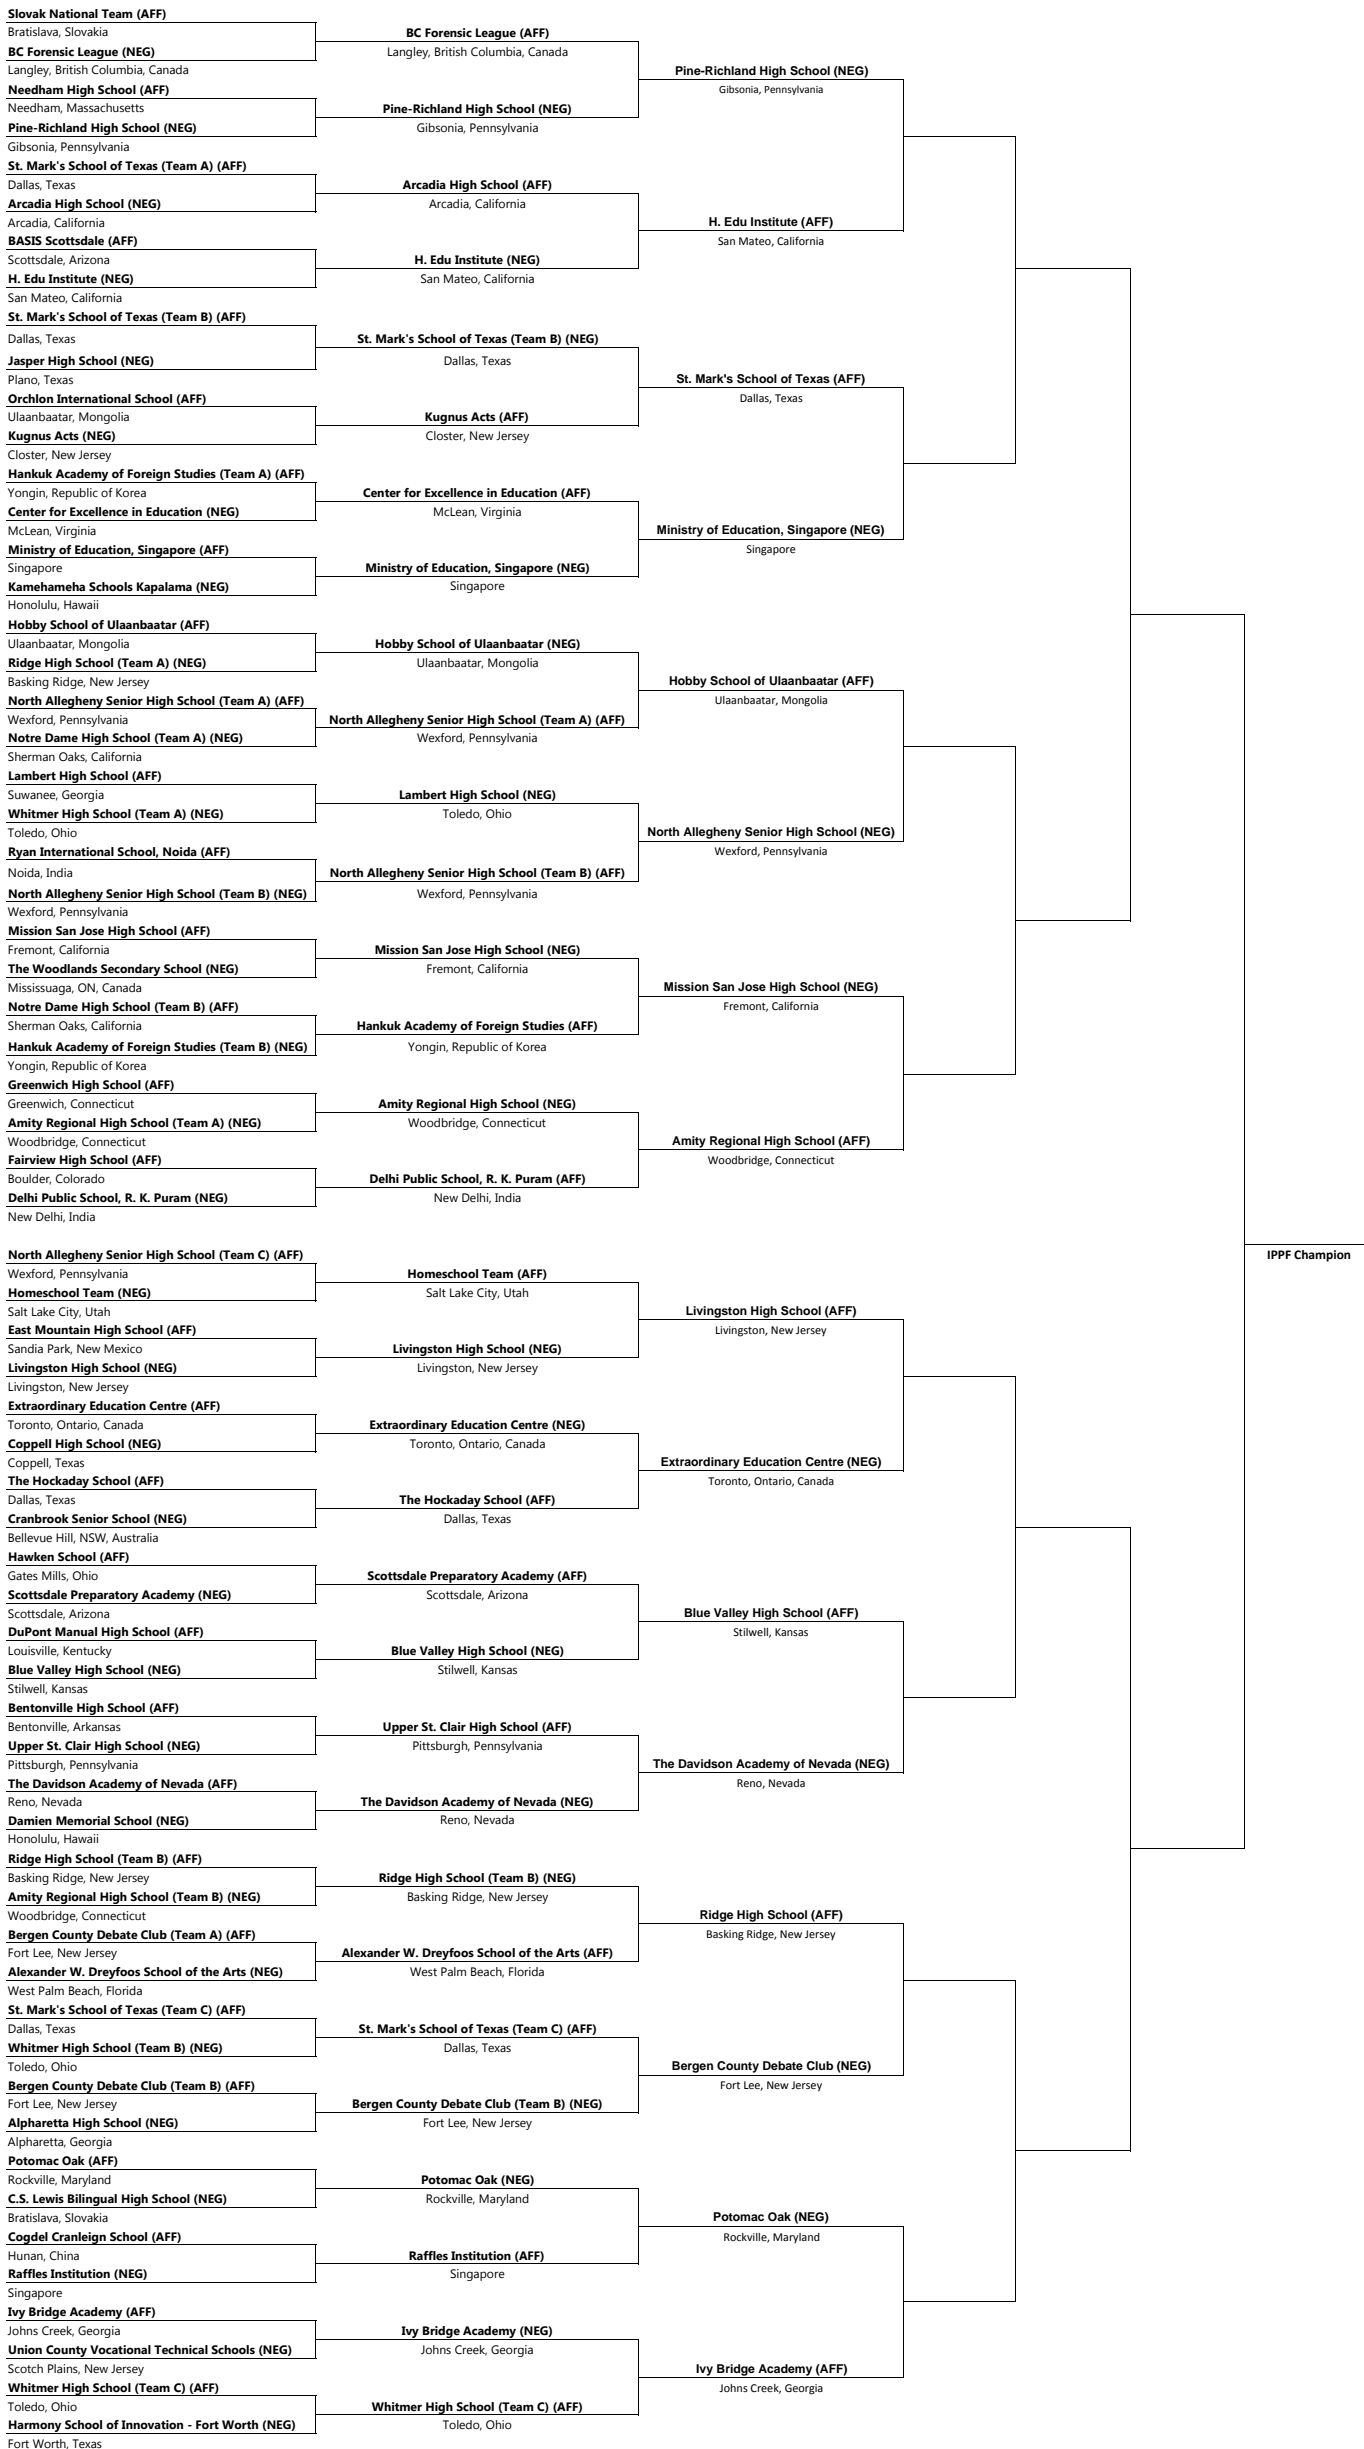 Slovak National Team (AFF)
Bratislava, Slovakia
BC Forensic League (NEG)
Langley, British Columbia, Canada
Needham High School (AFF)
Needham, Massachusetts
Pine-Richland High School (NEG)
Gibsonia, Pennsylvania
St. Mark's School of Texas (Team A) (AFF)
Dallas, Texas
Arcadia High School (NEG)
Arcadia, California
BASIS Scottsdale (AFF)
Scottsdale, Arizona
H. Edu Institute (NEG)
San Mateo, California
St. Mark's School of Texas (Team B) (AFF)
Dallas, Texas
Jasper High School (NEG)
Plano, Texas
Orchlon International School (AFF)
Ulaanbaatar, Mongolia
Kugnus Acts (NEG)
Closter, New Jersey
Hankuk Academy of Foreign Studies (Team A) (AFF)
Yongin, Republic of Korea
Center for Excellence in Education (NEG)
McLean, Virginia
Ministry of Education, Singapore (AFF)
Singapore
Kamehameha Schools Kapalama (NEG)
Honolulu, Hawaii
Hobby School of Ulaanbaatar (AFF)
Ulaanbaatar, Mongolia
Ridge High School (Team A) (NEG)
Basking Ridge, New Jersey
North Allegheny Senior High School (Team A) (AFF)
Wexford, Pennsylvania
Notre Dame High School (Team A) (NEG)
Sherman Oaks, California
Lambert High School (AFF)
Suwanee, Georgia
Whitmer High School (Team A) (NEG)
Toledo, Ohio
Ryan International School, Noida (AFF)
Noida, India
North Allegheny Senior High School (Team B) (NEG)
Wexford, Pennsylvania
Mission San Jose High School (AFF)
Fremont, California
The Woodlands Secondary School (NEG)
Mississuaga, ON, Canada
Notre Dame High School (Team B) (AFF)
Sherman Oaks, California
Hankuk Academy of Foreign Studies (Team B) (NEG)
Yongin, Republic of Korea
Greenwich High School (AFF)
Greenwich, Connecticut
Amity Regional High School (Team A) (NEG)
Woodbridge, Connecticut
Fairview High School (AFF)
Boulder, Colorado
Delhi Public School, R. K. Puram (NEG)
New Delhi, India
North Allegheny Senior High School (Team C) (AFF)
Wexford, Pennsylvania
Homeschool Team (NEG)
Salt Lake City, Utah
East Mountain High School (AFF)
Sandia Park, New Mexico
Livingston High School (NEG)
Livingston, New Jersey
Extraordinary Education Centre (AFF)
Toronto, Ontario, Canada
Coppell High School (NEG)
Coppell, Texas
The Hockaday School (AFF)
Dallas, Texas
Cranbrook Senior School (NEG)
Bellevue Hill, NSW, Australia
Hawken School (AFF)
Gates Mills, Ohio
Scottsdale Preparatory Academy (NEG)
Scottsdale, Arizona
DuPont Manual High School (AFF)
Louisville, Kentucky
Blue Valley High School (NEG)
Stilwell, Kansas
Bentonville High School (AFF)
Bentonville, Arkansas
Upper St. Clair High School (NEG)
Pittsburgh, Pennsylvania
The Davidson Academy of Nevada (AFF)
Reno, Nevada
Damien Memorial School (NEG)
Honolulu, Hawaii
Ridge High School (Team B) (AFF)
Basking Ridge, New Jersey
Amity Regional High School (Team B) (NEG)
Woodbridge, Connecticut
Bergen County Debate Club (Team A) (AFF)
Fort Lee, New Jersey
Alexander W. Dreyfoos School of the Arts (NEG)
West Palm Beach, Florida
St. Mark's School of Texas (Team C) (AFF)
Dallas, Texas
Whitmer High School (Team B) (NEG)
Toledo, Ohio
Bergen County Debate Club (Team B) (AFF)
Fort Lee, New Jersey
Alpharetta High School (NEG)
Alpharetta, Georgia
Potomac Oak (AFF)
Rockville, Maryland
C.S. Lewis Bilingual High School (NEG)
Bratislava, Slovakia
Cogdel Cranleign School (AFF)
Hunan, China
Raffles Institution (NEG)
Singapore
Ivy Bridge Academy (AFF)
Johns Creek, Georgia
Union County Vocational Technical Schools (NEG)
Scotch Plains, New Jersey
Whitmer High School (Team C) (AFF)
Toledo, Ohio
Harmony School of Innovation - Fort Worth (NEG)
Fort Worth, Texas
BC Forensic League (AFF)
Langley, British Columbia, Canada
Pine-Richland High School (NEG)
Gibsonia, Pennsylvania
Arcadia High School (AFF)
Arcadia, California
H. Edu Institute (NEG)
San Mateo, California
St. Mark's School of Texas (Team B) (NEG)
Dallas, Texas
Kugnus Acts (AFF)
Closter, New Jersey
Center for Excellence in Education (AFF)
McLean, Virginia
Ministry of Education, Singapore (NEG)
Singapore
Hobby School of Ulaanbaatar (NEG)
Ulaanbaatar, Mongolia
North Allegheny Senior High School (Team A) (AFF)
Wexford, Pennsylvania
Lambert High School (NEG)
Toledo, Ohio
North Allegheny Senior High School (Team B) (AFF)
Wexford, Pennsylvania
Mission San Jose High School (NEG)
Fremont, California
Hankuk Academy of Foreign Studies (AFF)
Yongin, Republic of Korea
Amity Regional High School (NEG)
Woodbridge, Connecticut
Delhi Public School, R. K. Puram (AFF)
New Delhi, India
Homeschool Team (AFF)
Salt Lake City, Utah
Livingston High School (NEG)
Livingston, New Jersey
Extraordinary Education Centre (NEG)
Toronto, Ontario, Canada
The Hockaday School (AFF)
Dallas, Texas
Scottsdale Preparatory Academy (AFF)
Scottsdale, Arizona
Blue Valley High School (NEG)
Stilwell, Kansas
Upper St. Clair High School (AFF)
Pittsburgh, Pennsylvania
The Davidson Academy of Nevada (NEG)
Reno, Nevada
Ridge High School (Team B) (NEG)
Basking Ridge, New Jersey
Alexander W. Dreyfoos School of the Arts (AFF)
West Palm Beach, Florida
St. Mark's School of Texas (Team C) (AFF)
Dallas, Texas
Bergen County Debate Club (Team B) (NEG)
Fort Lee, New Jersey
Potomac Oak (NEG)
Rockville, Maryland
Raffles Institution (AFF)
Singapore
Ivy Bridge Academy (NEG)
Johns Creek, Georgia
Whitmer High School (Team C) (AFF)
Toledo, Ohio
Pine-Richland High School (NEG)
Gibsonia, Pennsylvania
H. Edu Institute (AFF)
San Mateo, California
St. Mark's School of Texas (AFF)
Dallas, Texas
Ministry of Education, Singapore (NEG)
Singapore
Hobby School of Ulaanbaatar (AFF)
Ulaanbaatar, Mongolia
North Allegheny Senior High School (NEG)
Wexford, Pennsylvania
Mission San Jose High School (NEG)
Fremont, California
Amity Regional High School (AFF)
Woodbridge, Connecticut
Livingston High School (AFF)
Livingston, New Jersey
Extraordinary Education Centre (NEG)
Toronto, Ontario, Canada
Blue Valley High School (AFF)
Stilwell, Kansas
The Davidson Academy of Nevada (NEG)
Reno, Nevada
Ridge High School (AFF)
Basking Ridge, New Jersey
Bergen County Debate Club (NEG)
Fort Lee, New Jersey
Potomac Oak (NEG)
Rockville, Maryland
Ivy Bridge Academy (AFF)
Johns Creek, Georgia
IPPF Champion